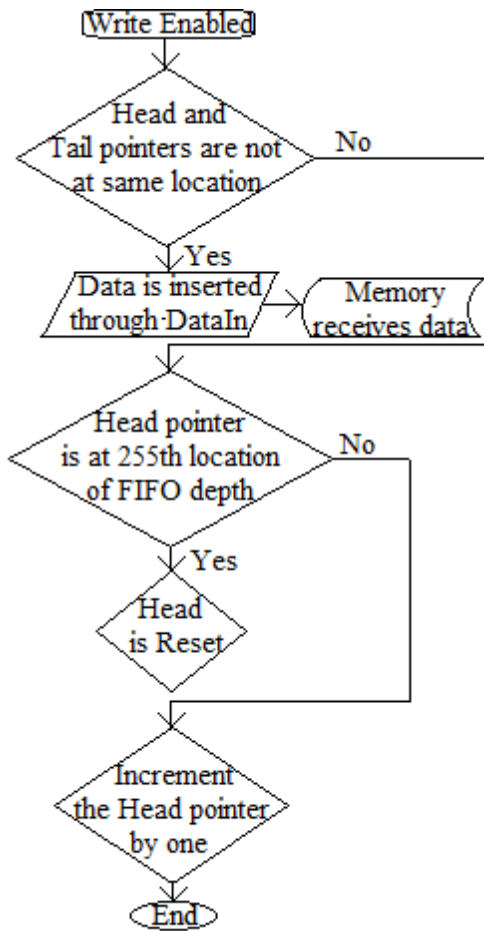 Write Enabled
Head and
Tail pointers are not
at same location
No
Yes
Data is inserted
through DataIn
Memory
receives data
Head pointer
is at 255th location
of FIFO depth
No
Yes
Head
is Reset
Increment
the Head pointer
by one
End